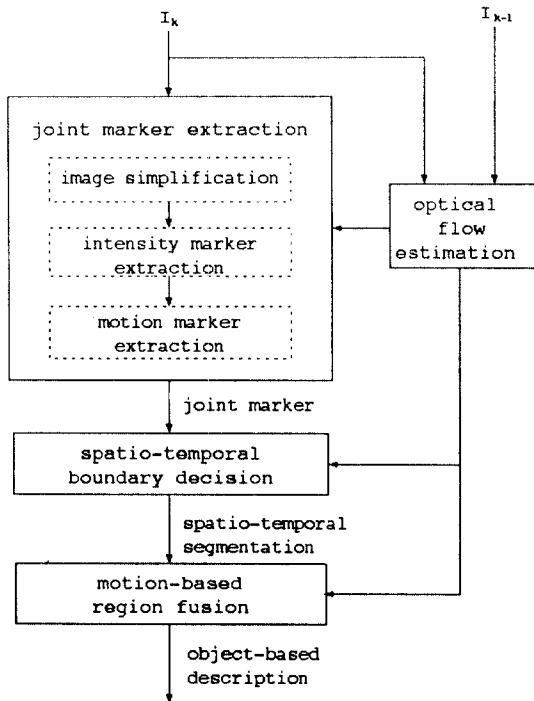 I_k
I_{k-1}
joint marker extraction
image simplification
intensity marker
extraction
motion marker
extraction
optical
flow
estimation
joint marker
spatio-temporal
boundary decision
spatio-temporal
segmentation
motion-based
region fusion
object-based
description